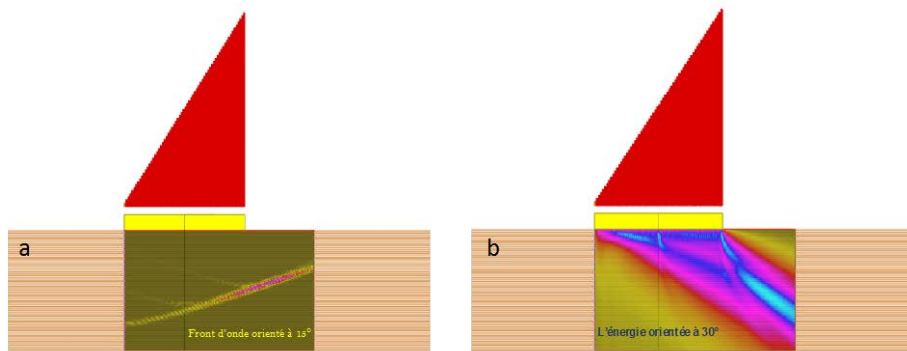 a
b
Front d'onde orienté à 15°
L'énergie orientée à 30°